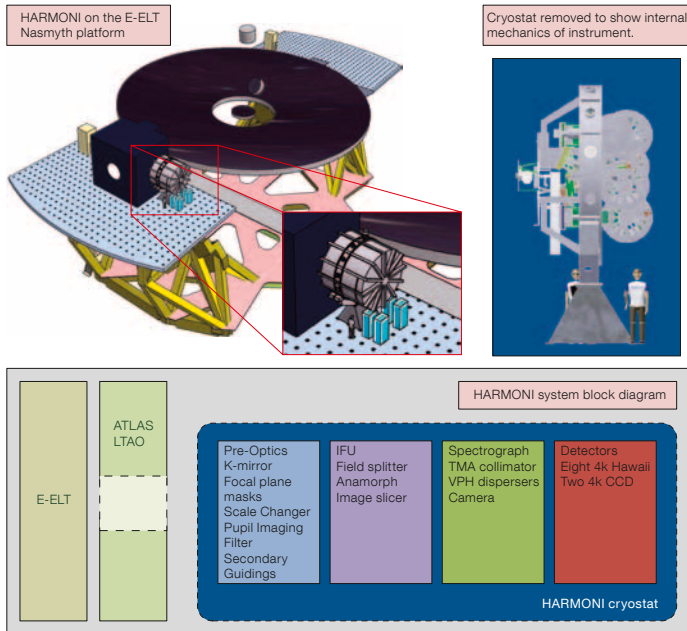 HARMONI on the E-ELT
Nasmyth platform
Cryostat removed to show internal
mechanics of instrument.
HARMONI system block diagram
E-ELT
ATLAS
LTAO
Pre-Optics
K-mirror
Focal plane
masks
Scale Changer
Pupil Imaging
Filter
Secondary
Guidings
IFU
Field splitter
Anamorph
Image slicer
Spectrograph
TMA collimator
VPH dispersers
Camera
Detectors
Eight 4k Hawaii
Two 4k CCD
HARMONI cryostat